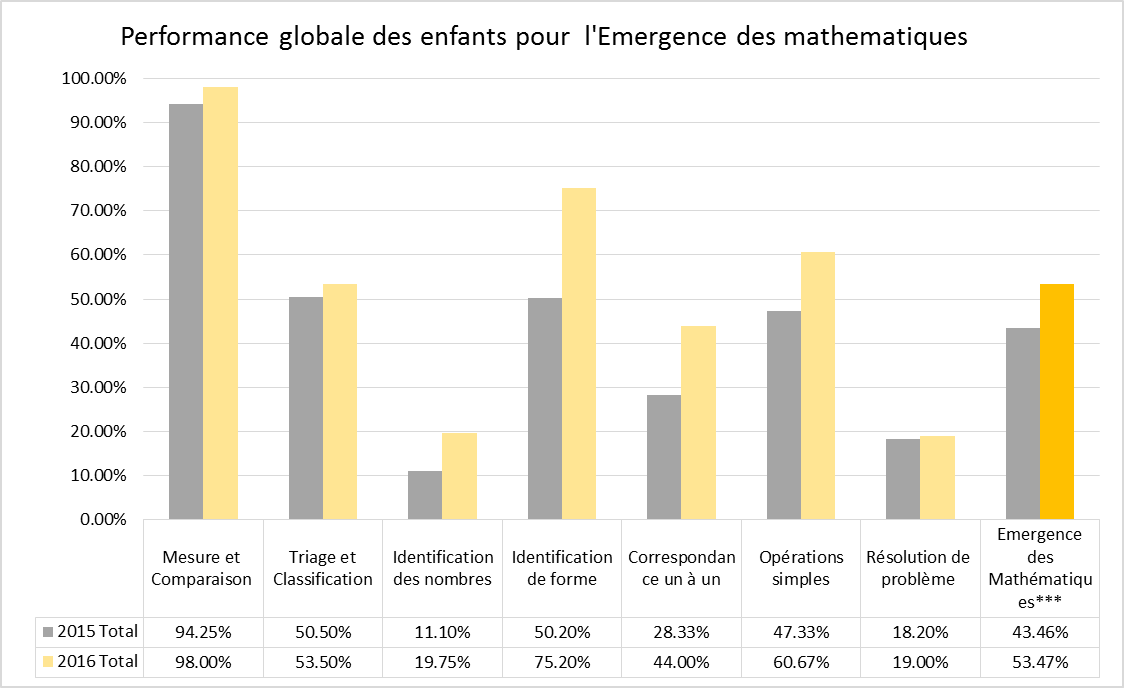 Performance globale des enfants pour l'Emergence des mathematiques
100.00%
90.00%
80.00%
70.00%
60.00%
50.00%
40.00%
30.00%
20.00%
10.00%
0.00%
Mesure et
Comparaison
Triage et
Classification
Identification
des nombres
Identification
de forme
Correspondan
ce un à un
Opérations
simples
Résolution de
problème
Emergence
des
Mathématiqu
es***
2015 Total 94.25% 50.50% 11.10% 50.20% 28.33% 47.33% 18.20% 43.46%
2016 Total 98.00% 53.50% 19.75% 75.20% 44.00% 60.67% 19.00% 53.47%